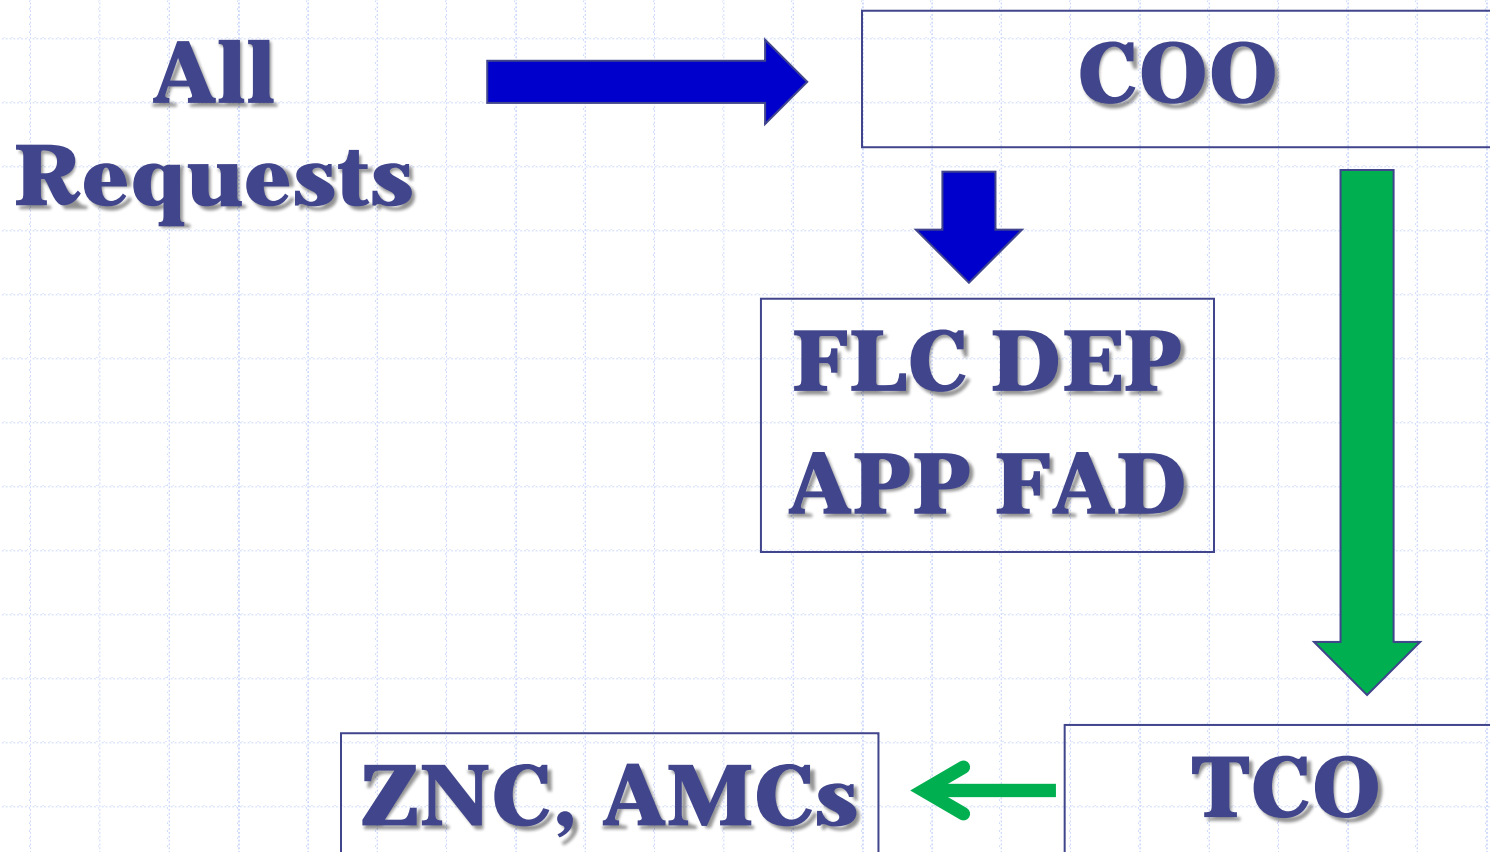 All
Requests
COO
FLC DEP
APP FAD
ZNC, AMCs
TCO